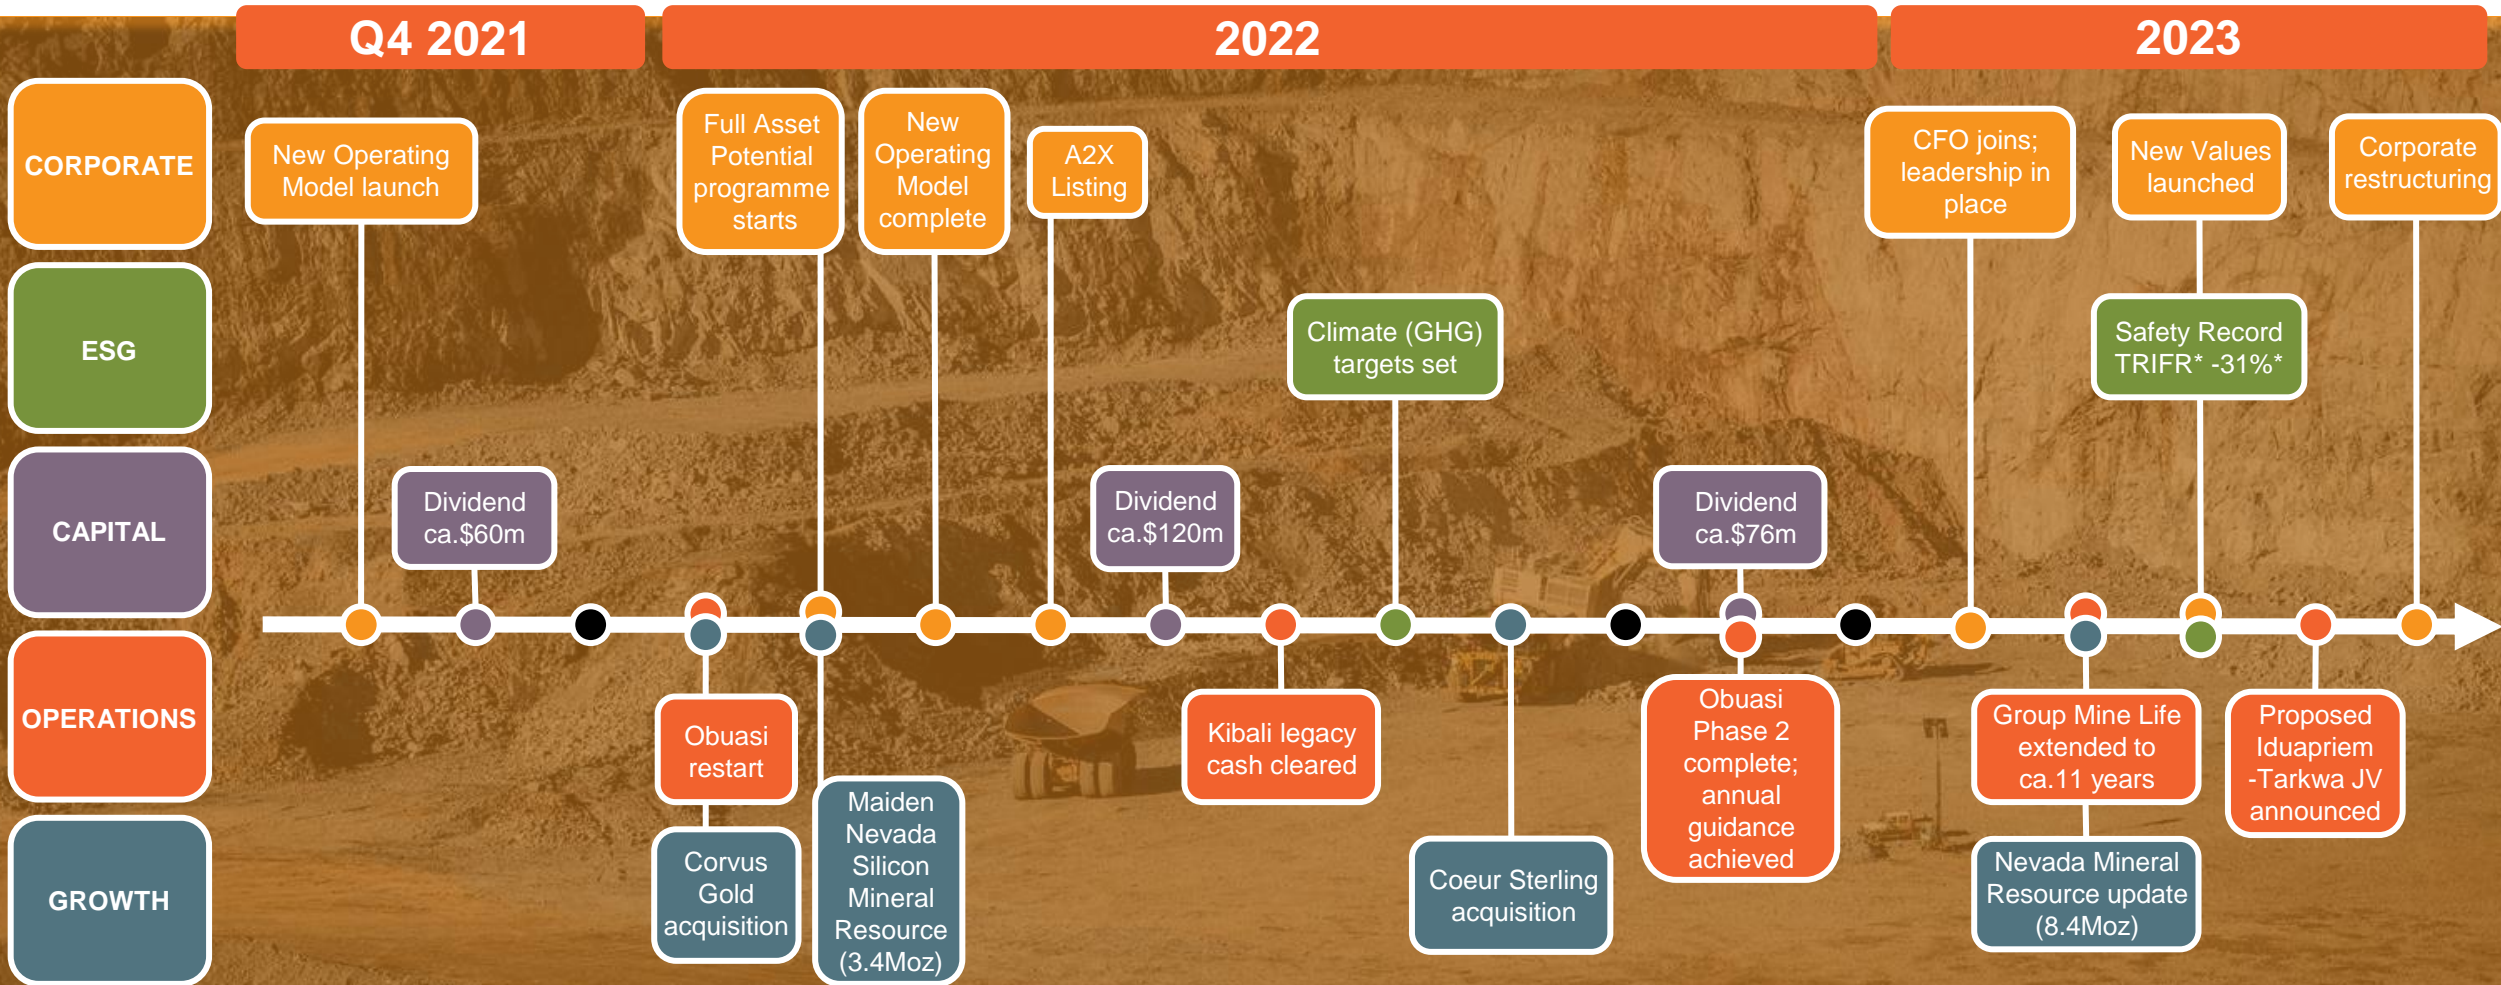 Q4 2021
2022
2023
CORPORATE
New Operating
Model launch
Full Asset
Potential
programme
starts
New
Operating
Model
complete
A2X
Listing
CFO joins;
leadership in
place
New Values
launched
Corporate
restructuring
ESG
Climate (GHG)
targets set
Safety Record
TRIFR* -31%*
CAPITAL
Dividend
ca.$60m
Dividend
ca.$120m
Dividend
ca.$76m
OPERATIONS
Obuasi
restart
Kibali legacy
cash cleared
Obuasi
Phase 2
complete;
annual
guidance
achieved
Group Mine Life
extended to
ca.11 years
Proposed
Iduapriem
-Tarkwa JV
announced
GROWTH
Corvus
Gold
acquisition
Maiden
Nevada
Silicon
Mineral
Resource
(3.4Moz)
Coeur Sterling
acquisition
Nevada Mineral
Resource update
(8.4Moz)